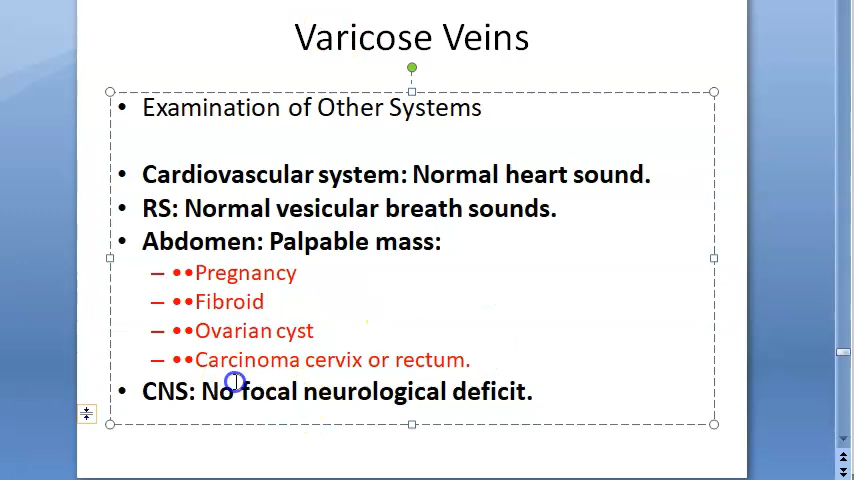 Varicose Veins
• Examination of Other Systems
• Cardiovascular system: Normal heart sound.
• RS: Normal vesicular breath sounds.
• Abdomen: Palpable mass:
– ••Pregnancy
– ••Fibroid
– ••Ovarian cyst
– ••Carcinoma cervix or rectum.
• CNS: No focal neurological deficit.